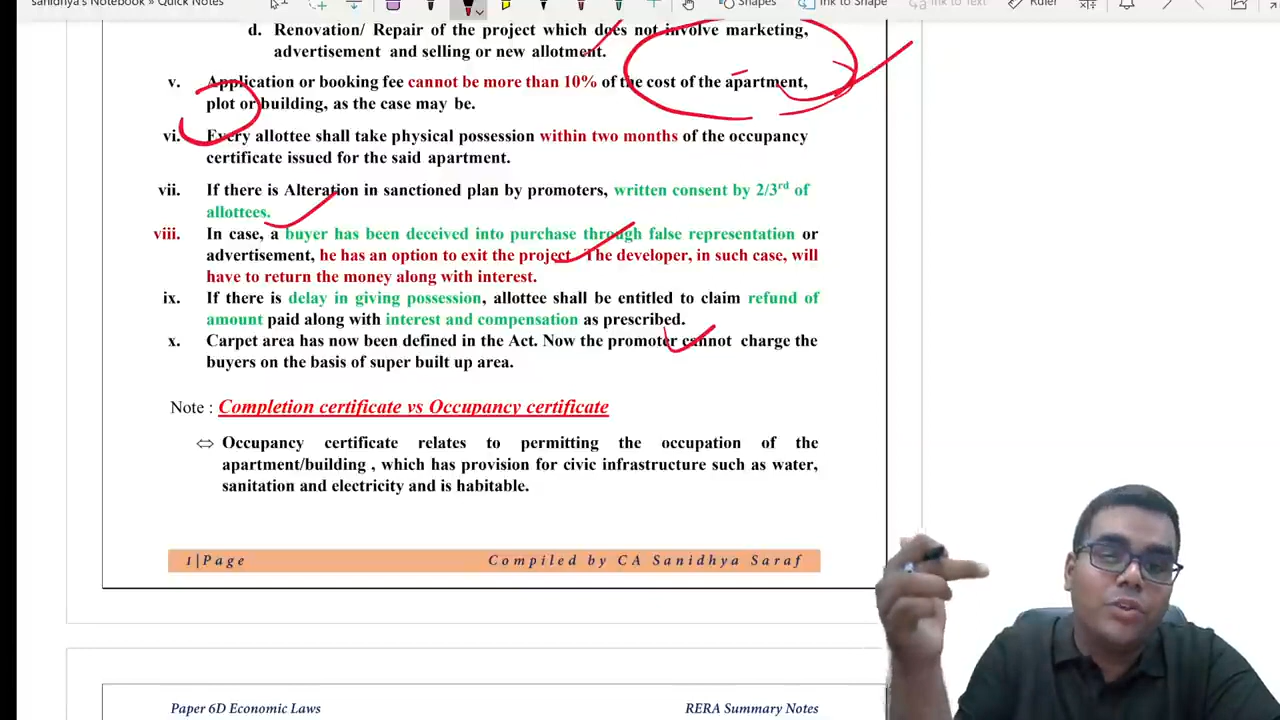 sanidhya's Notebook » Quick Notes
Shapes
Ink to Shape
Ink to Text
Ruler
d. Renovation/ Repair of the project which does not involve marketing,
advertisement and selling or new allotment.
v. Application or booking fee cannot be more than 10% of the cost of the apartment,
plot or building, as the case may be.
vi. Every allottee shall take physical possession within two months of the occupancy
certificate issued for the said apartment.
vii. If there is Alteration in sanctioned plan by promoters, written consent by 2/3rd of
allottees.
viii. In case, a buyer has been deceived into purchase through false representation or
advertisement, he has an option to exit the project. The developer, in such case, will
have to return the money along with interest.
ix. If there is delay in giving possession, allottee shall be entitled to claim refund of
amount paid along with interest and compensation as prescribed.
x. Carpet area has now been defined in the Act. Now the promoter cannot charge the
buyers on the basis of super built up area.
Note : Completion certificate vs Occupancy certificate
⇔ Occupancy certificate relates to permitting the occupation of the
apartment/building , which has provision for civic infrastructure such as water,
sanitation and electricity and is habitable.
1|Page Compiled by CA Sanidhya Saraf
Paper 6D Economic Laws RERA Summary Notes